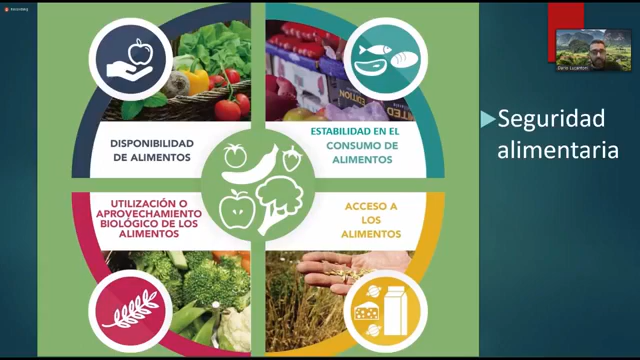 DISPONIBILIDAD
DE ALIMENTOS
ESTABILIDAD EN EL
CONSUMO DE
ALIMENTOS
UTILIZACIÓN O
APROVECHAMIENTO
BIOLÓGICO DE LOS
ALIMENTOS
ACCESO A
LOS
ALIMENTOS
Seguridad
alimentaria
EDITION